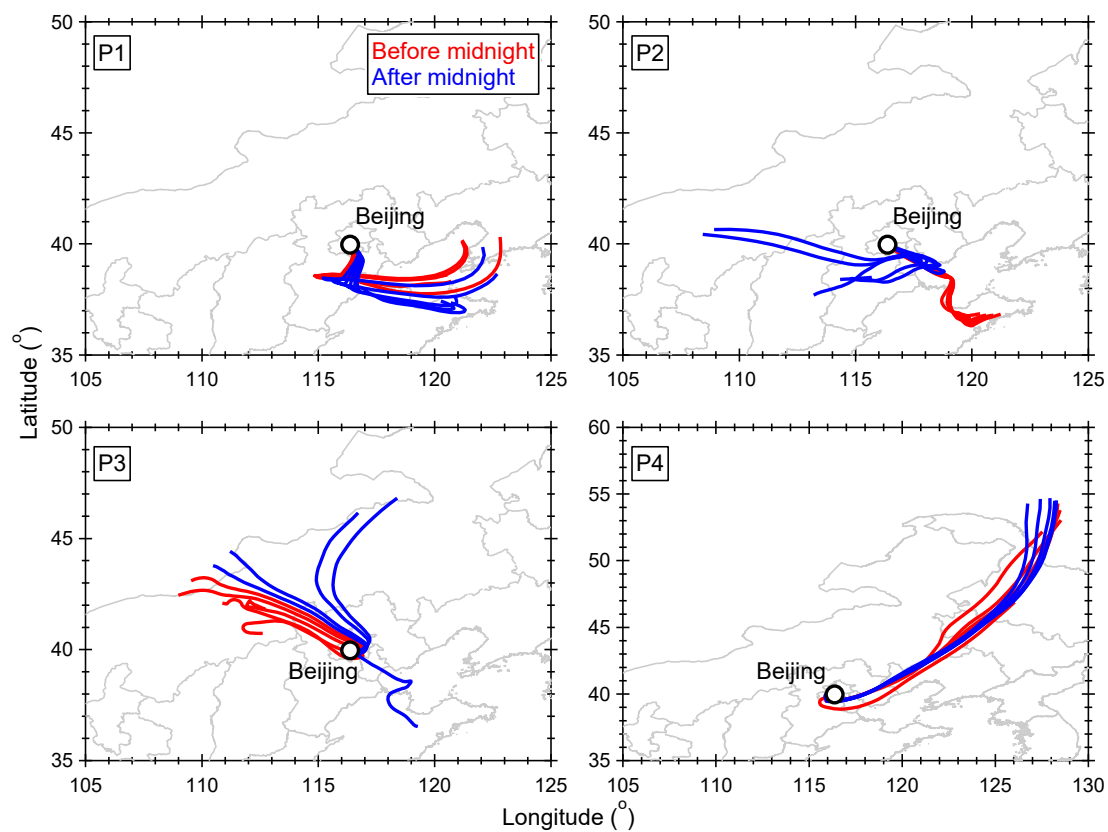 50
P1
Before midnight
After midnight
45
Beijing
40
35
105 110 115 120 125
50
P2
45
Beijing
40
35
105 110 115 120 125
Latitude (°)
50
P3
45
40
Beijing
35
105 110 115 120 125
60
P4
55
50
45
Beijing
40
35
105 110 115 120 125 130
Longitude (°)